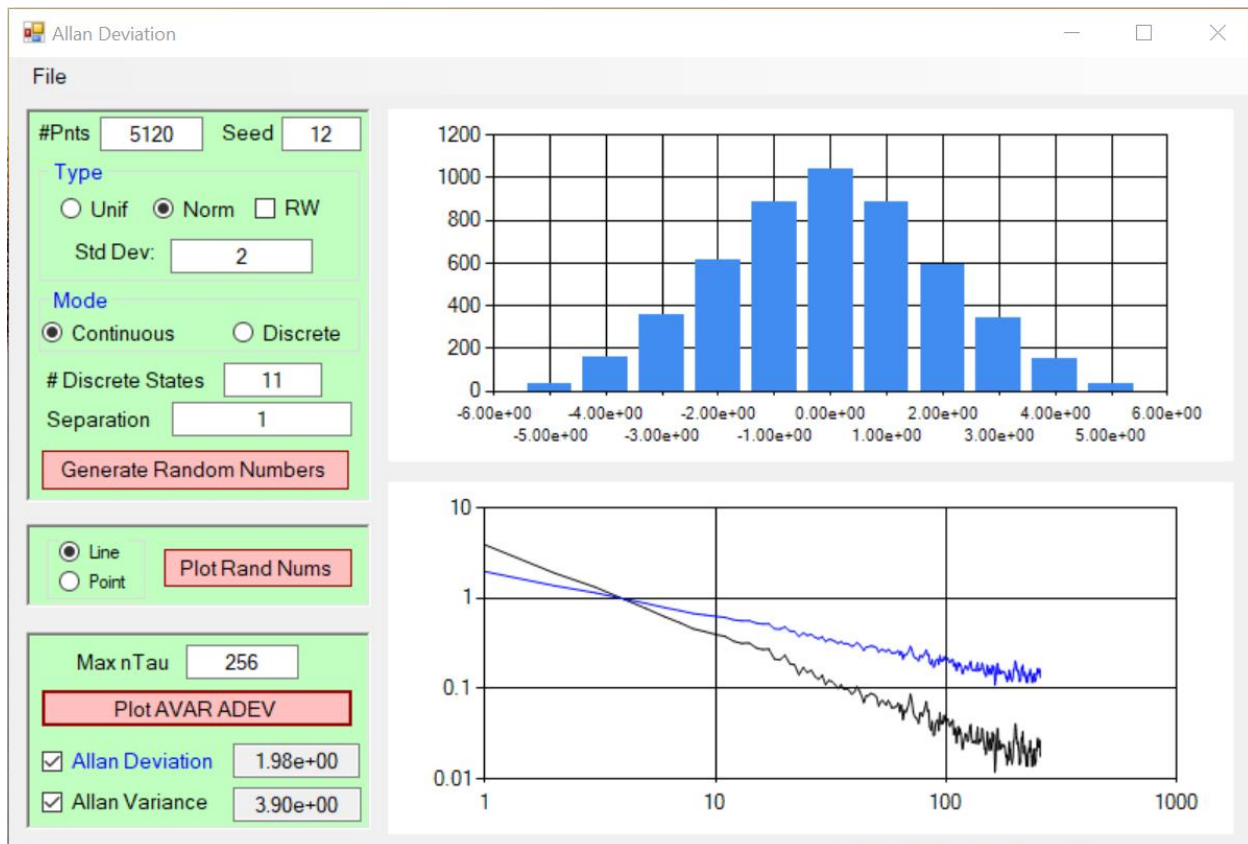 Allan Deviation
File
#Pnts 5120 Seed 12
Type
Unif Norm RW
Std Dev: 2
Mode
Continuous Discrete
# Discrete States 11
Separation 1
Generate Random Numbers
Line
Point
Plot Rand Nums
Max nTau 256
Plot AVAR ADEV
Allan Deviation 1.98e+00
Allan Variance 3.90e+00
1200
1000
800
600
400
200
0
-6.00e+00 -4.00e+00 -2.00e+00 0.00e+00 2.00e+00 4.00e+00 6.00e+00
-5.00e+00 -3.00e+00 -1.00e+00 1.00e+00 3.00e+00 5.00e+00
10
1
0.1
0.01
1 10 100 1000